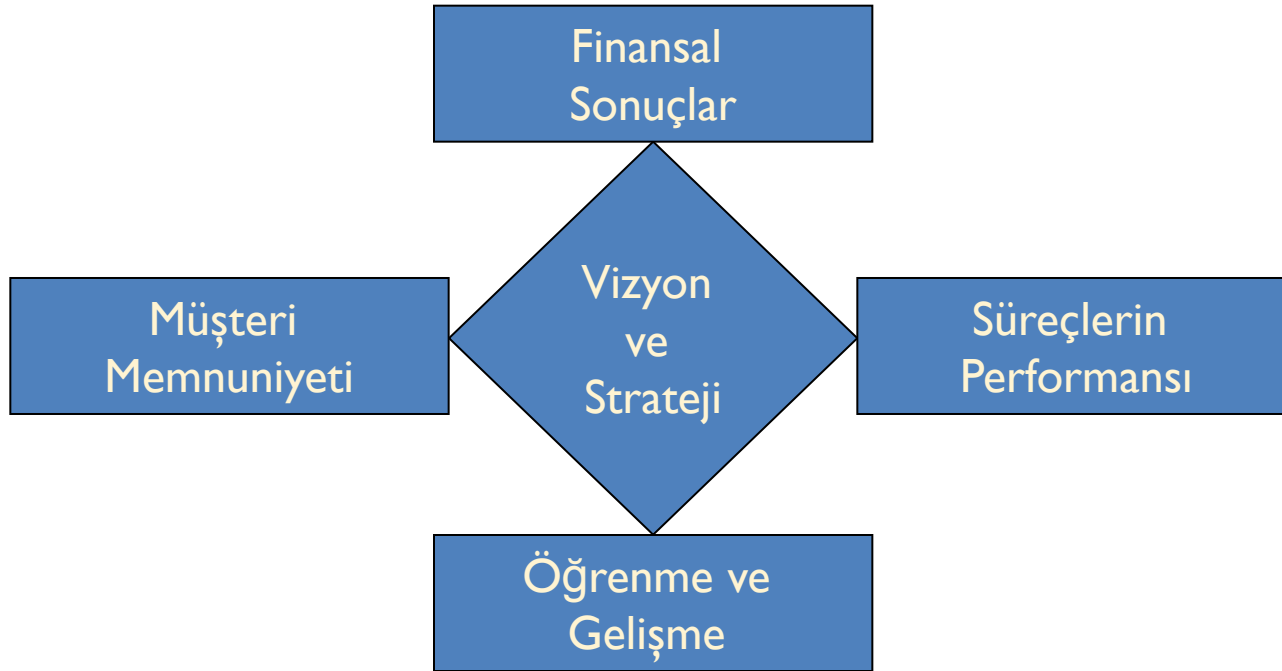 Finansal
Sonuçlar
Müşteri
Memnuniyeti
Vizyon
ve
Strateji
Süreçlerin
Performansı
Öğrenme ve
Gelişme